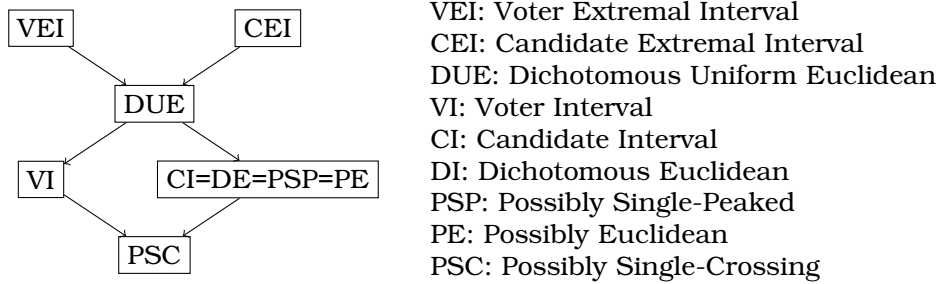 VEI
CEI
DUE
VI
CI=DE=PSP=PE
PSC
VEI: Voter Extremal Interval
CEI: Candidate Extremal Interval
DUE: Dichotomous Uniform Euclidean
VI: Voter Interval
CI: Candidate Interval
DI: Dichotomous Euclidean
PSP: Possibly Single-Peaked
PE: Possibly Euclidean
PSC: Possibly Single-Crossing